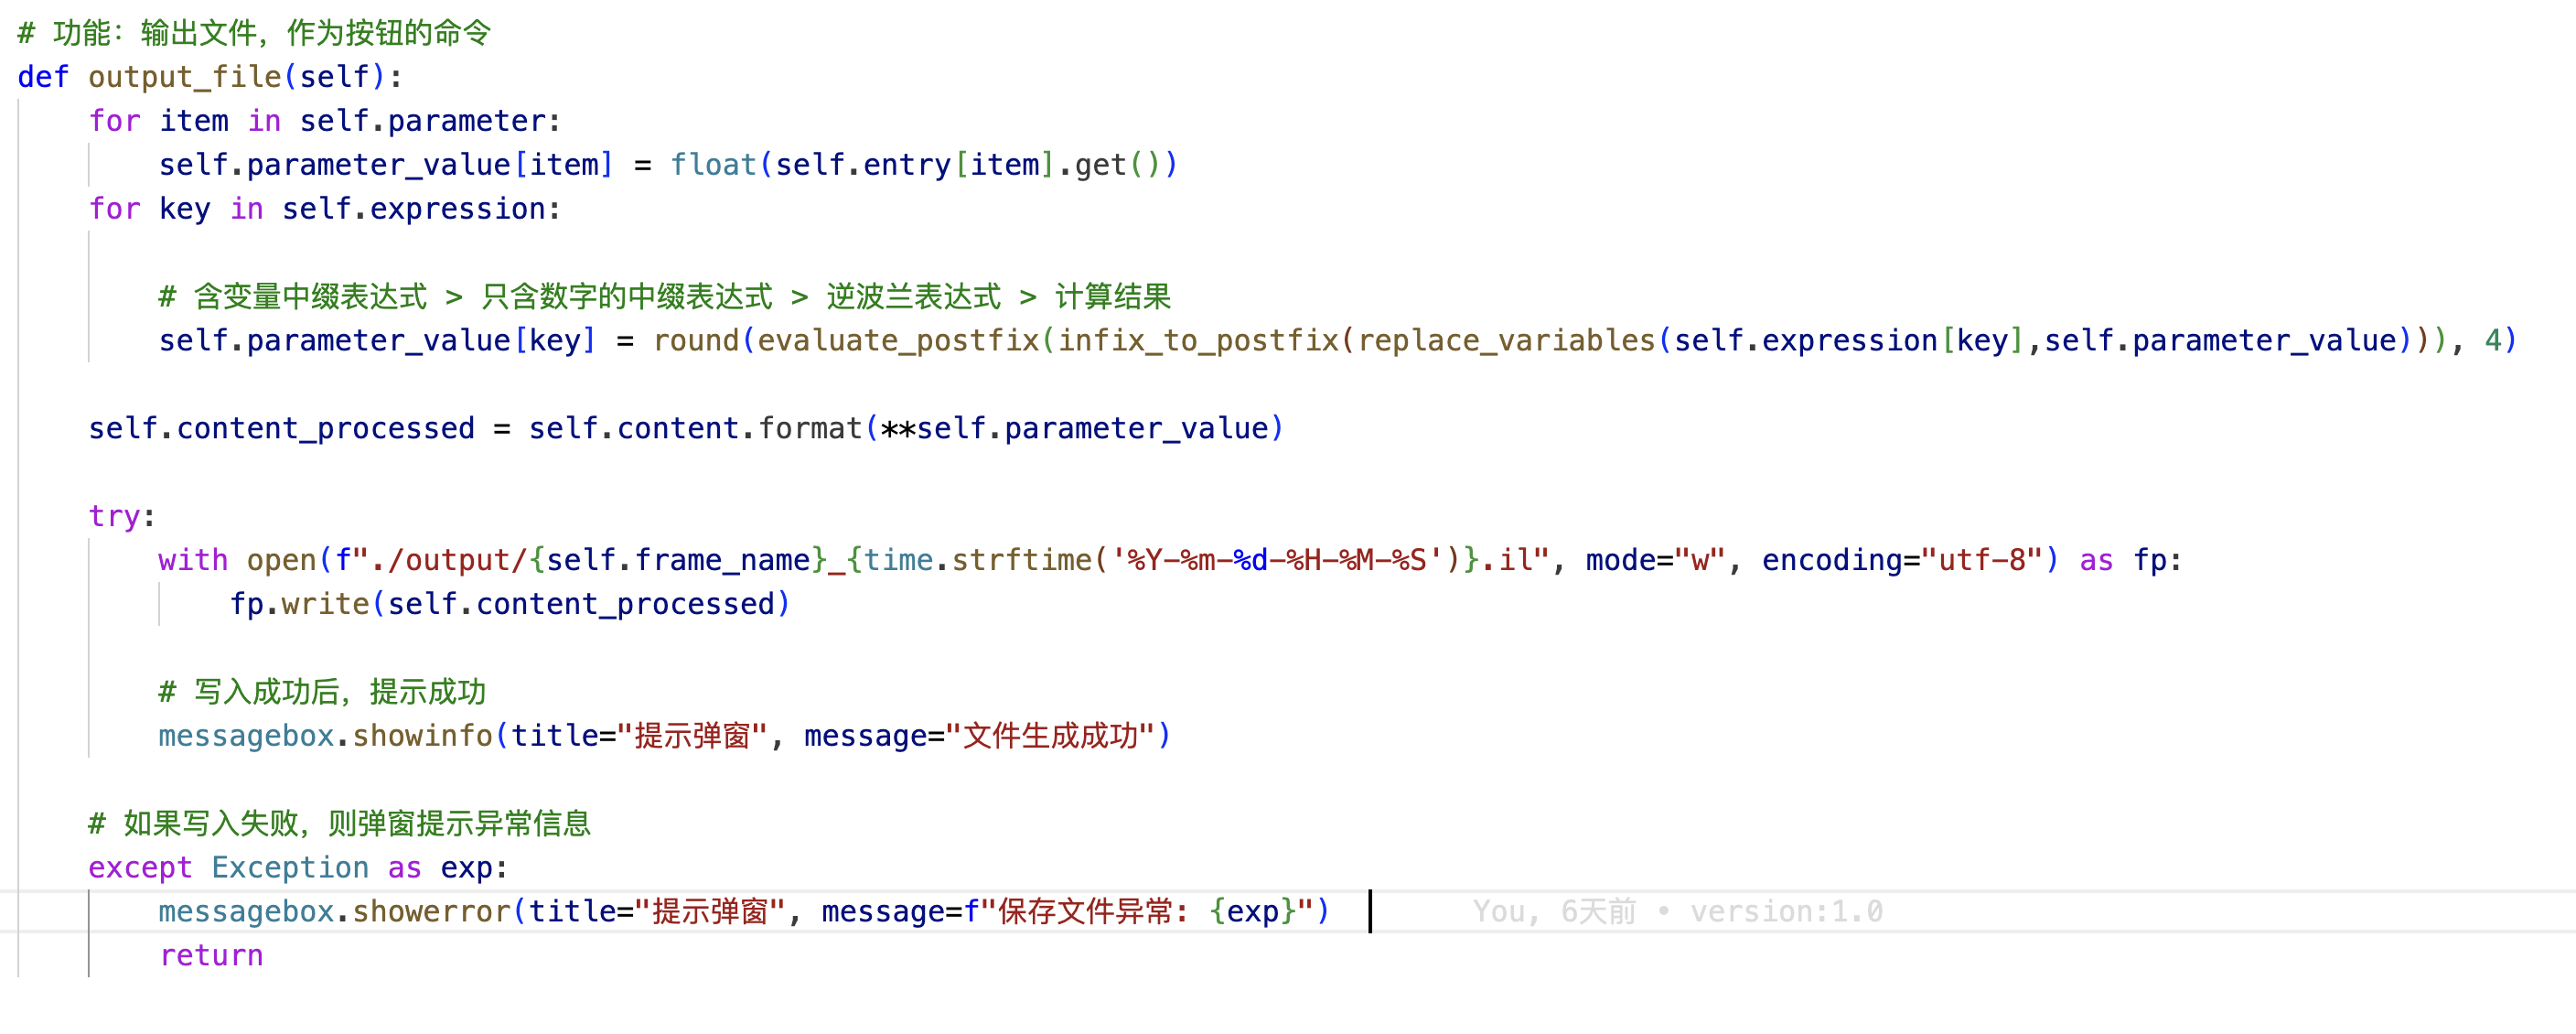 # 功能：输出文件，作为按钮的命令
def output_file(self):
    for item in self.parameter:
        self.parameter_value[item] = float(self.entry[item].get())
    for key in self.expression:

        # 含变量中缀表达式 > 只含数字的中缀表达式 > 逆波兰表达式 > 计算结果
        self.parameter_value[key] = round(evaluate_postfix(infix_to_postfix(replace_variables(self.expression[key],self.parameter_value))), 4)

    self.content_processed = self.content.format(**self.parameter_value)

    try:
        with open(f"./output/{self.frame_name}_{time.strftime('%Y-%m-%d-%H-%M-%S')}.il", mode="w", encoding="utf-8") as fp:
            fp.write(self.content_processed)

        # 写入成功后，提示成功
        messagebox.showinfo(title="提示弹窗", message="文件生成成功")

    # 如果写入失败，则弹窗提示异常信息
    except Exception as exp:
        messagebox.showerror(title="提示弹窗", message=f"保存文件异常: {exp}")        You, 6天前 • version:1.0
        return